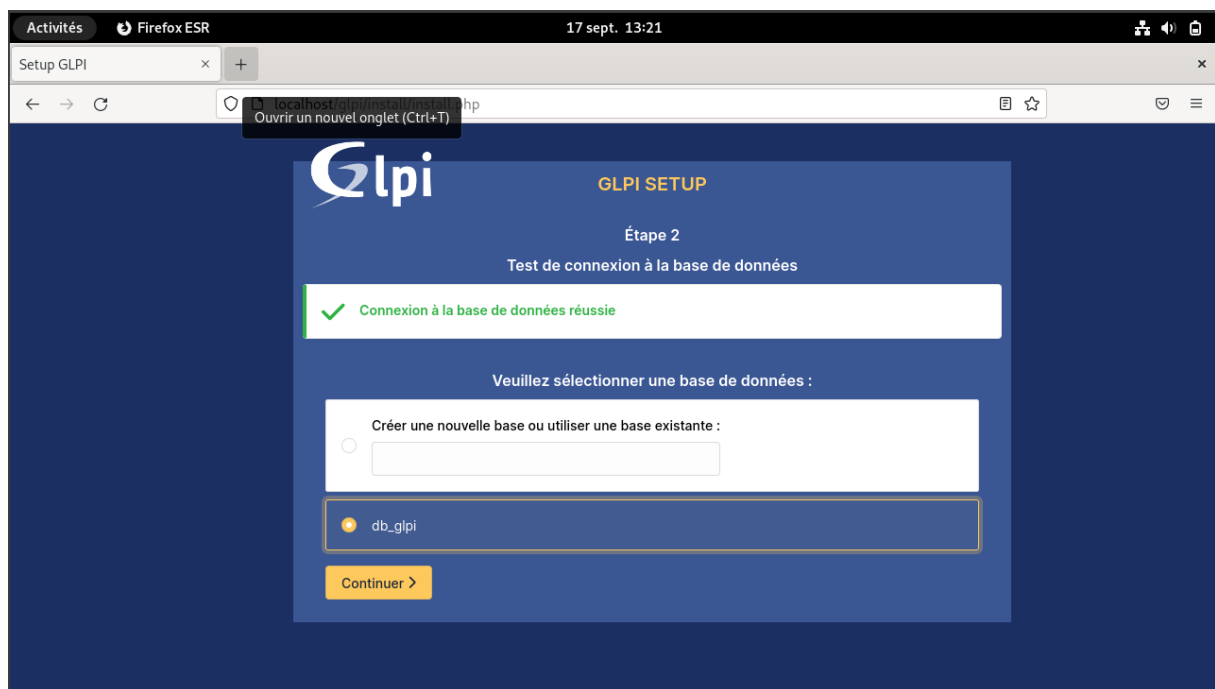 Activités Firefox ESR 17 sept. 13:21
Setup GLPI
localhost/glpi/install/install.php
Ouvrir un nouvel onglet (Ctrl+T)
Glpi
GLPI SETUP
Étape 2
Test de connexion à la base de données
Connexion à la base de données réussie
Veuillez sélectionner une base de données :
Créer une nouvelle base ou utiliser une base existante :
db_glpi
Continuer